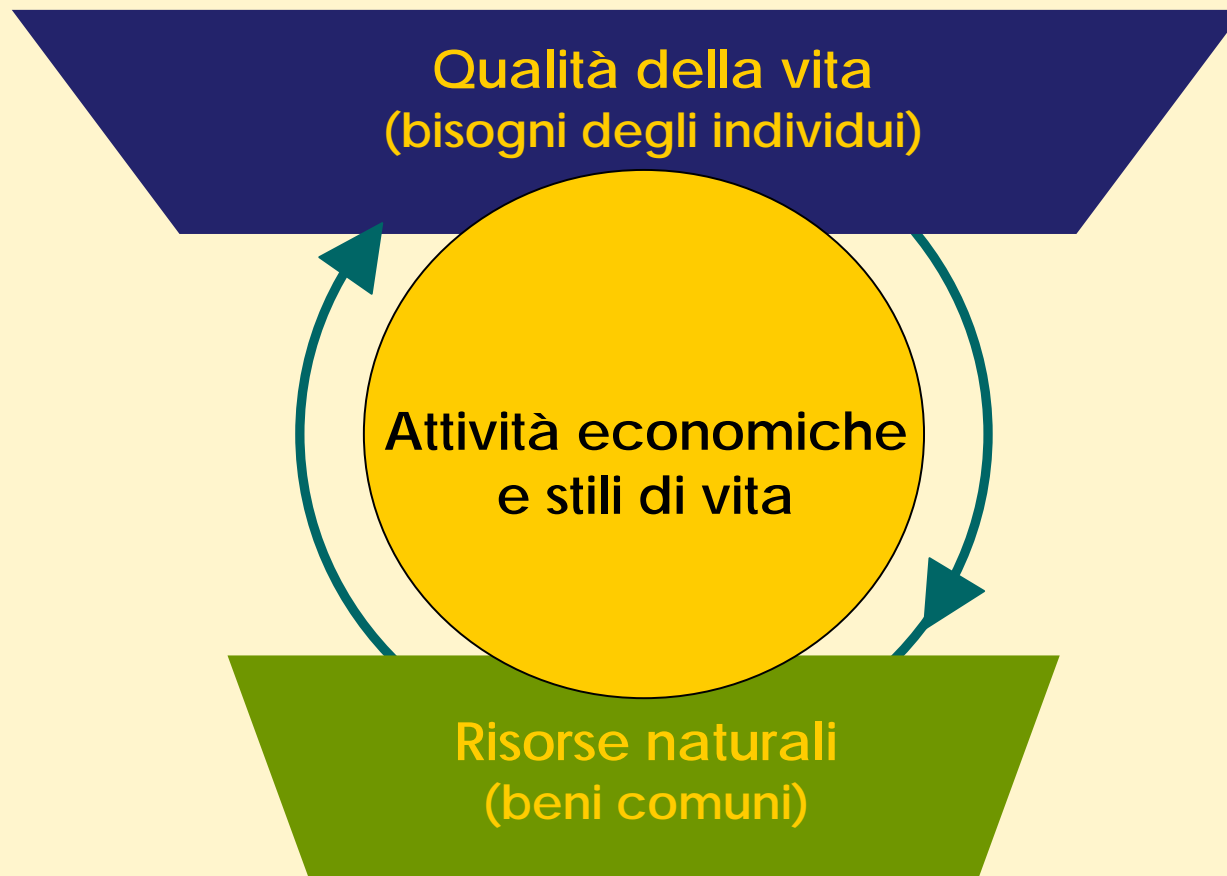 Qualità della vita
(bisogni degli individui)
Attività economiche
e stili di vita
Risorse naturali
(beni comuni)